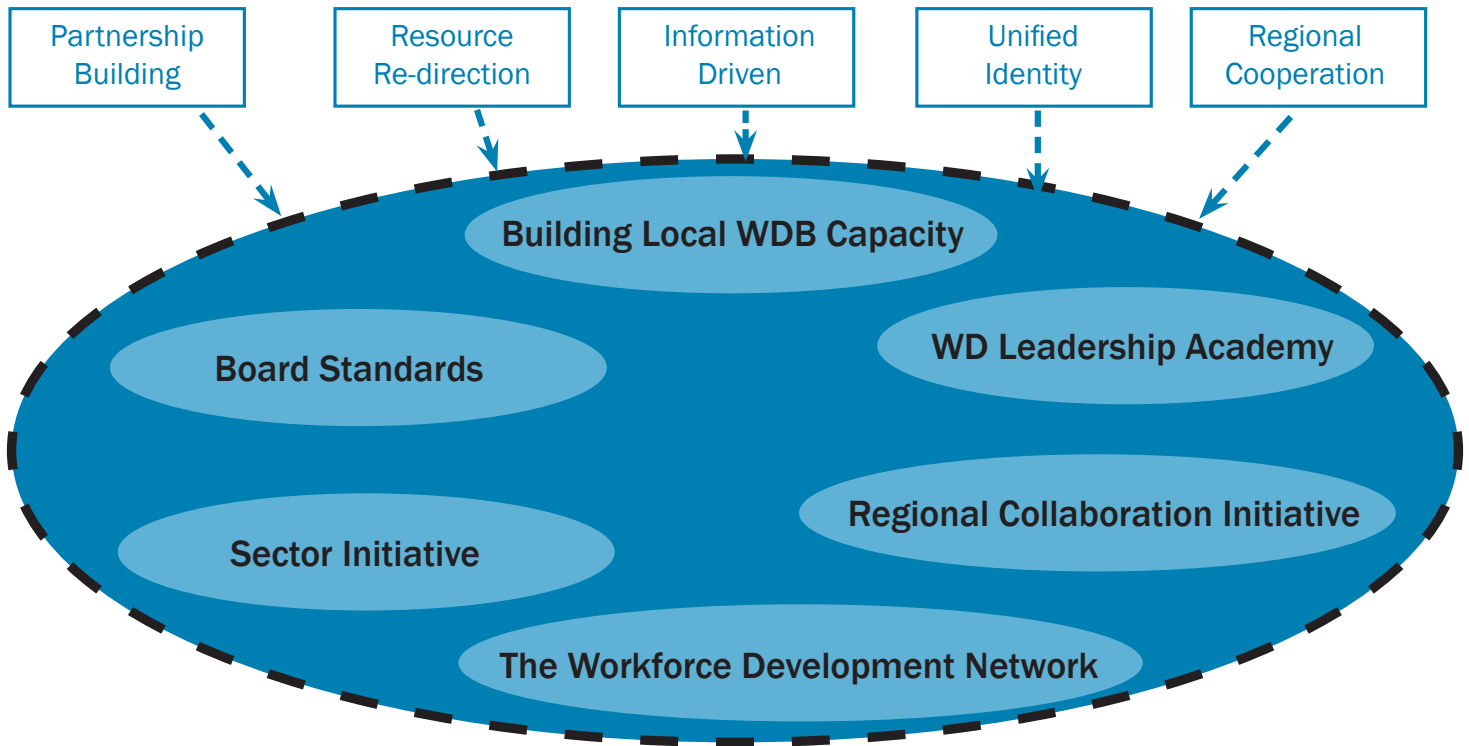 Partnership
Building
Resource
Re-direction
Information
Driven
Unified
Identity
Regional
Cooperation
Building Local WDB Capacity
WD Leadership Academy
Board Standards
Regional Collaboration Initiative
Sector Initiative
The Workforce Development Network